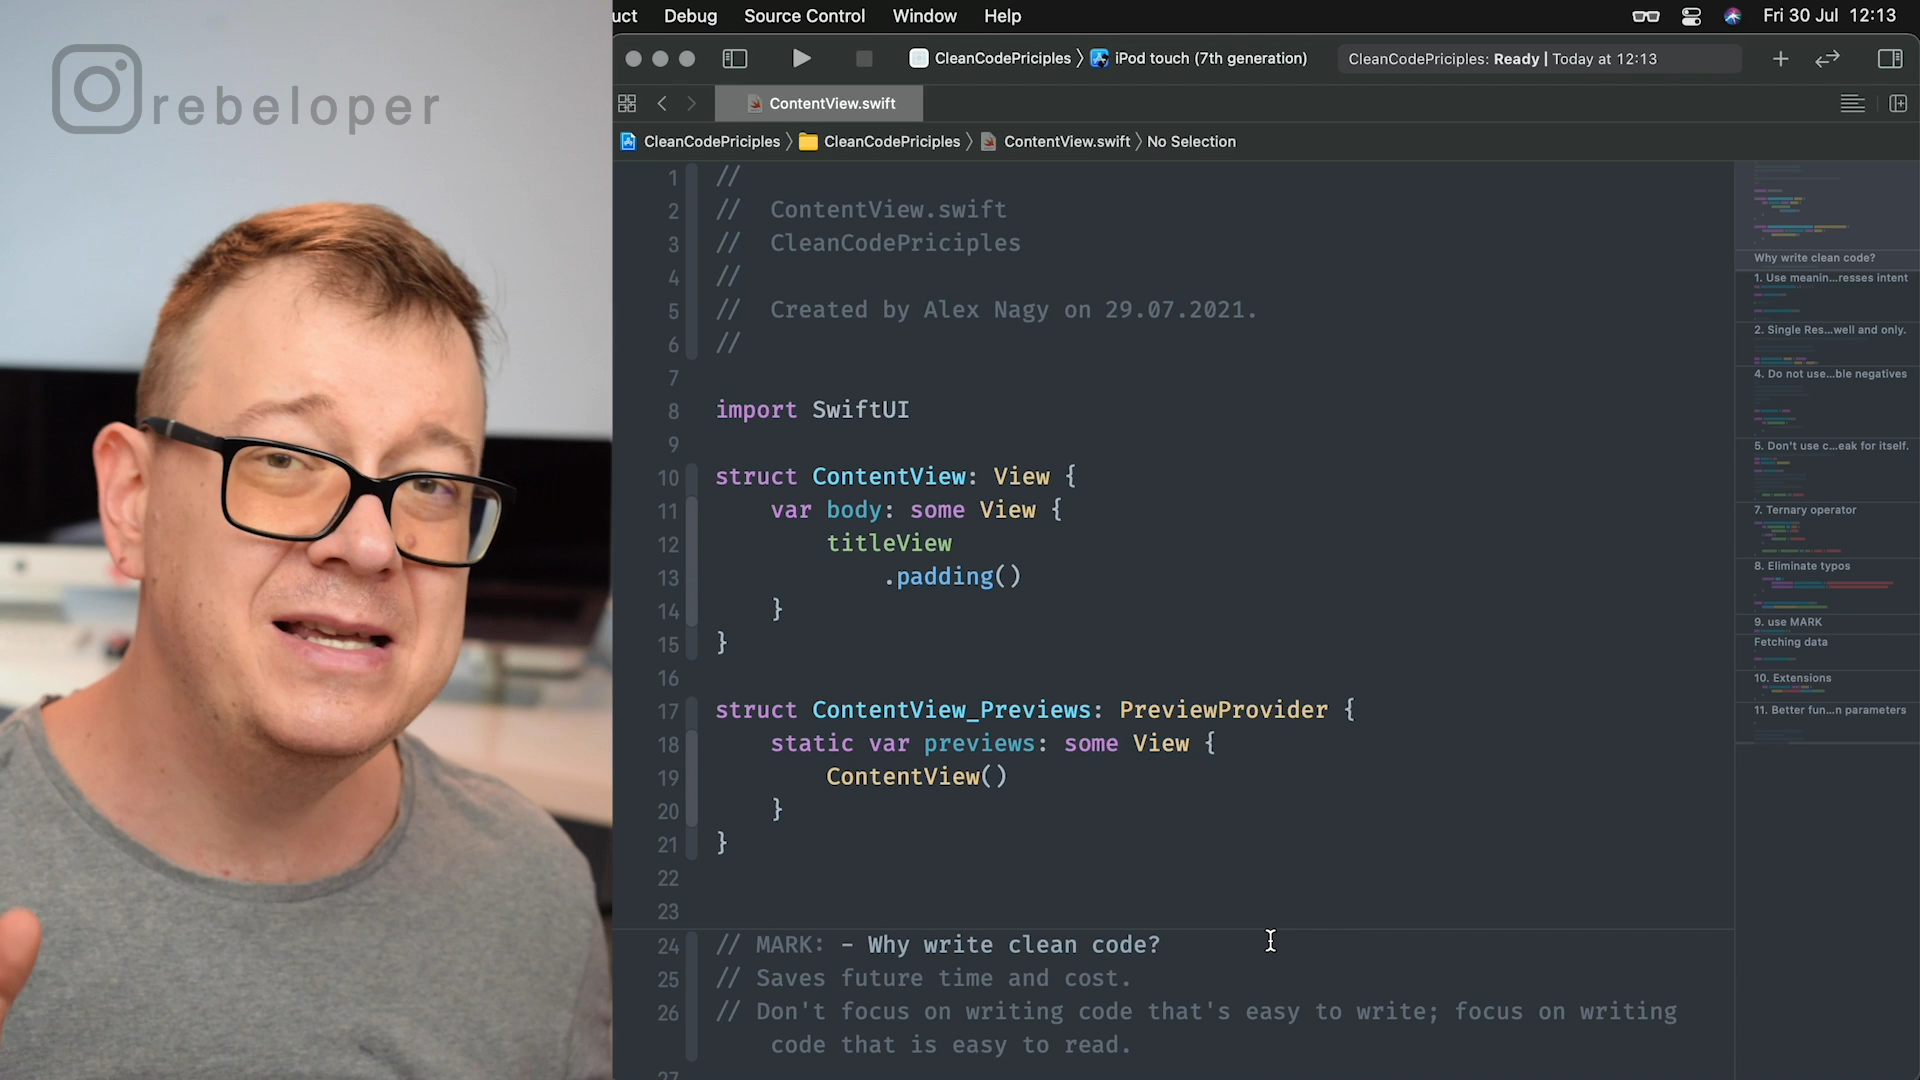 rebeloper
uct Debug Source Control Window Help Fri 30 Jul 12:13
CleanCodePriciples iPod touch (7th generation) CleanCodePriciples: Ready | Today at 12:13
ContentView.swift
CleanCodePriciples CleanCodePriciples ContentView.swift No Selection
1 //
2 // ContentView.swift
3 // CleanCodePriciples
4 //
5 // Created by Alex Nagy on 29.07.2021.
6 //
7
8 import SwiftUI
9
10 struct ContentView: View {
11 var body: some View {
12 titleView
13 .padding()
14 }
15 }
16
17 struct ContentView_Previews: PreviewProvider {
18 static var previews: some View {
19 ContentView()
20 }
21 }
22
23
24 // MARK: - Why write clean code?
25 // Saves future time and cost.
26 // Don't focus on writing code that's easy to write; focus on writing
code that is easy to read.
27
Why write clean code?
1. Use meanin...resses intent
2. Single Res...well and only.
4. Do not use...ble negatives
5. Don't use c...eak for itself.
7. Ternary operator
8. Eliminate typos
9. use MARK
Fetching data
10. Extensions
11. Better fun...n parameters